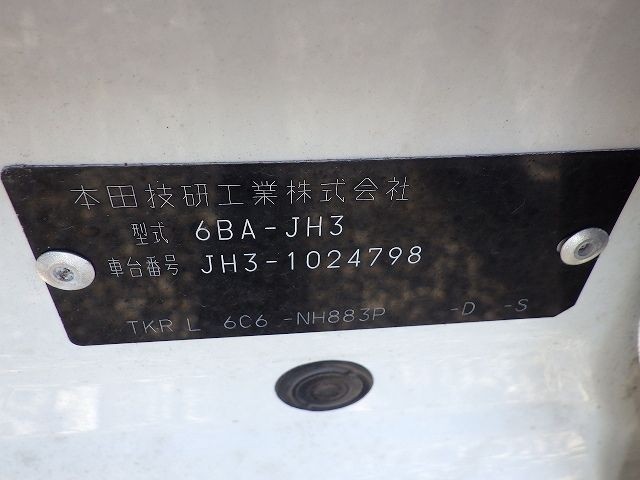 本田技研工業株式会社
型式 6BA-JH3
車台番号 JH3-1024798
TKR L 6C6 -NH883P -D -S